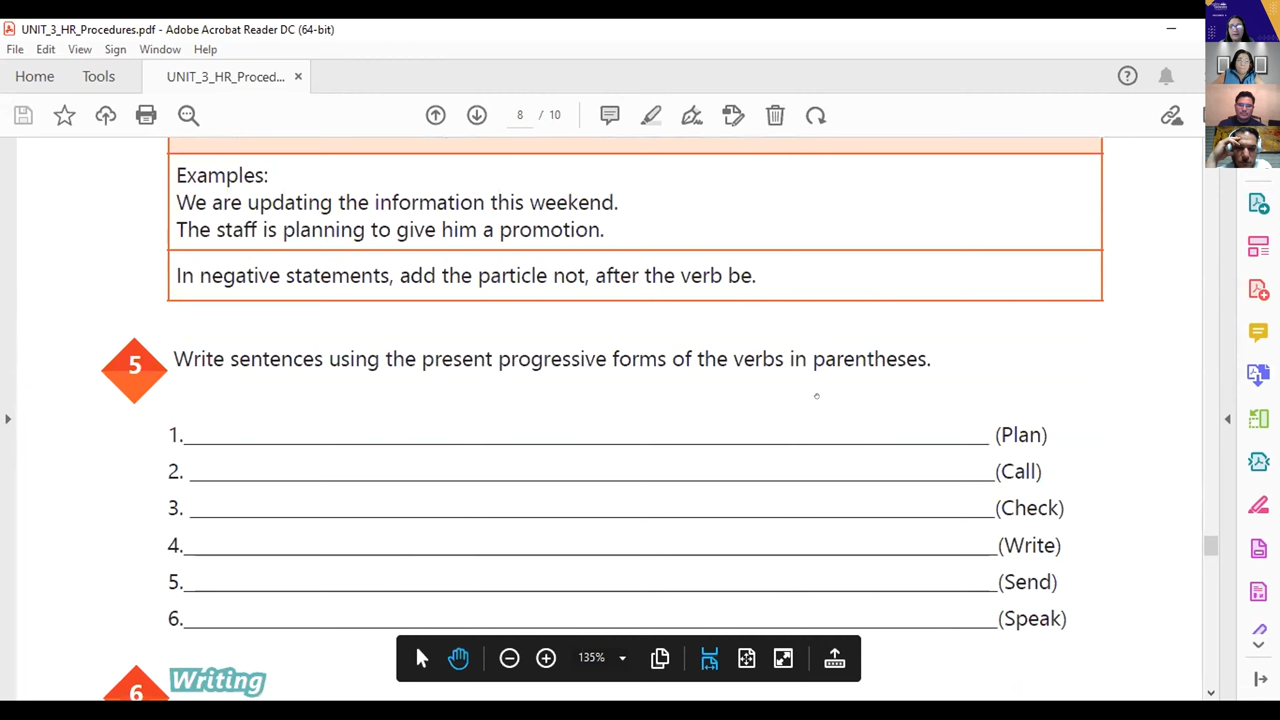 UNIT_3_HR_Procedures.pdf - Adobe Acrobat Reader DC (64-bit)
File Edit View Sign Window Help
Home Tools UNIT_3_HR_Proced...
8 / 10
Examples:
We are updating the information this weekend.
The staff is planning to give him a promotion.
In negative statements, add the particle not, after the verb be.
5 Write sentences using the present progressive forms of the verbs in parentheses.
1. (Plan)
2. (Call)
3. (Check)
4. (Write)
5. (Send)
6. (Speak)
135%
6 Writing